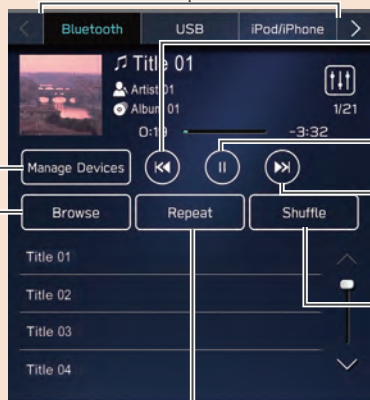 Bluetooth USB iPod/iPhone
Title 01
Artist 01
Album 01
1/21
0:19 -3:32
Manage Devices
Browse Repeat Shuffle
Title 01
Title 02
Title 03
Title 04